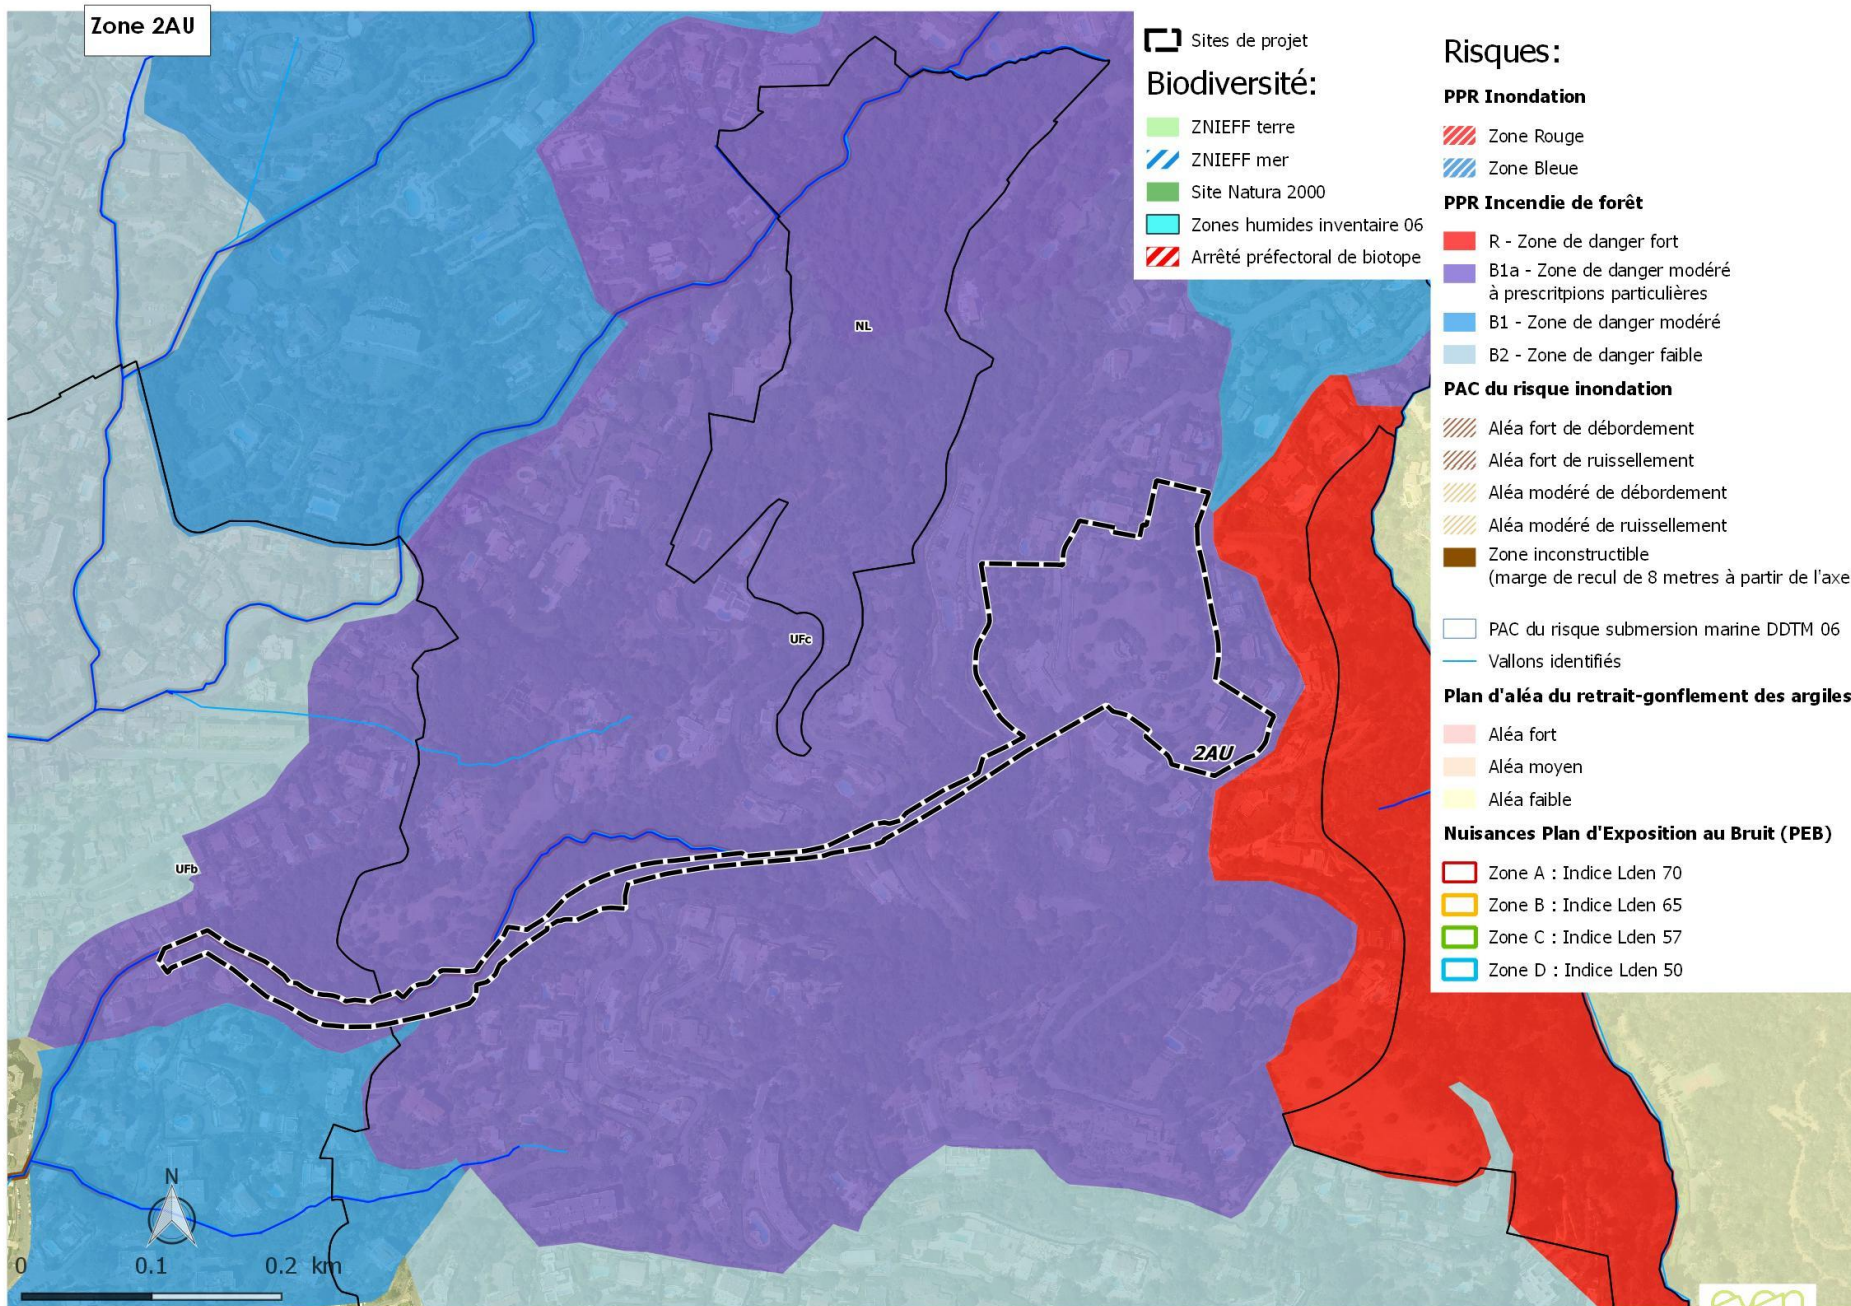 Zone 2AU
Sites de projet
Biodiversité:
ZNIEFF terre
ZNIEFF mer
Site Natura 2000
Zones humides inventaire 06
Arrêté préfectoral de biotope
Risques:
PPR Inondation
Zone Rouge
Zone Bleue
PPR Incendie de forêt
R - Zone de danger fort
B1a - Zone de danger modéré
à prescritpions particulières
B1 - Zone de danger modéré
B2 - Zone de danger faible
PAC du risque inondation
Aléa fort de débordement
Aléa fort de ruissellement
Aléa modéré de débordement
Aléa modéré de ruissellement
Zone inconstructible
(marge de recul de 8 metres à partir de l'axe
PAC du risque submersion marine DDTM 06
Vallons identifiés
Plan d'aléa du retrait-gonflement des argiles
Aléa fort
Aléa moyen
Aléa faible
Nuisances Plan d'Exposition au Bruit (PEB)
Zone A : Indice Lden 70
Zone B : Indice Lden 65
Zone C : Indice Lden 57
Zone D : Indice Lden 50
NL
UFc
2AU
UFb
N
0 0.1 0.2 km
even